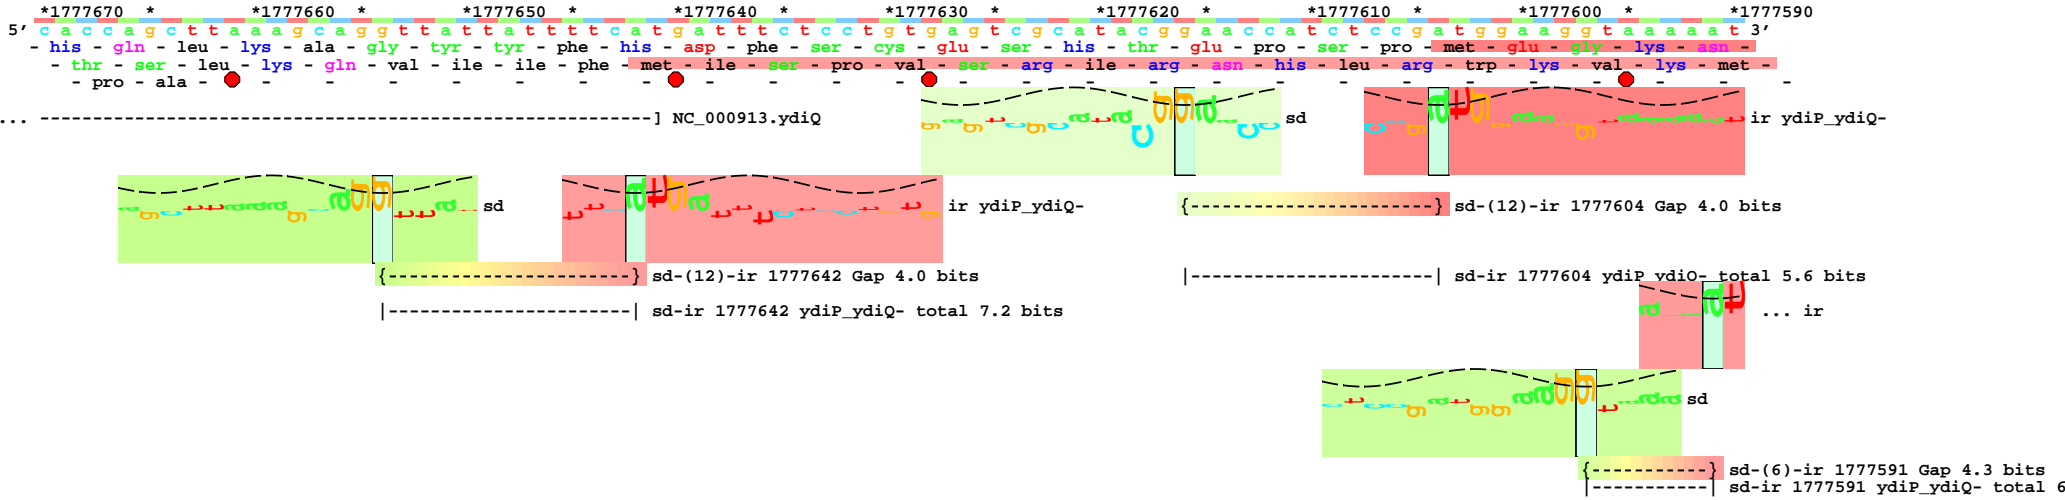 *1777670 * *1777660 * *1777650 * *1777640 * *1777630 * *1777620 * *1777610 * *1777600 * *1777590
5' c a c c a g c t t a a a g c a g g t t a t t a t t t t c a t g a t t t c t c c t g t g a g t c g c a t a c g g a a c c a t c t c c g a t g g a a g g t a a a a a t 3'
- his - gln - leu - lys - ala - gly - tyr - tyr - phe - his - asp - phe - ser - cys - glu - ser - his - thr - glu - pro - ser - pro - met - glu - gly - lys - asn -
- thr - ser - leu - lys - gln - val - ile - ile - phe - met - ile - ser - pro - val - ser - arg - ile - arg - asn - his - leu - arg - trp - lys - val - lys - met -
- pro - ala - - - - - - - - - - - - - - - - - - - - - - - -
... -----------------------------------------------------------] NC_000913.ydiQ
g a g t c g c a t a c g g a a c c sd
c c g a t g g a a g g t a a a a a t ir ydiP_ydiQ-
a g c t t a a a g c a g g t t a t sd
t t c a t g a t t t c t c c t g t g ir ydiP_ydiQ-
{------------------------} sd-(12)-ir 1777604 Gap 4.0 bits
{------------------------} sd-(12)-ir 1777642 Gap 4.0 bits
|------------------------| sd-ir 1777604 ydiP_ydiQ- total 5.6 bits
|------------------------| sd-ir 1777642 ydiP_ydiQ- total 7.2 bits
a a a a t ... ir
c t c c g a t g g a a g g t a a a sd
{------------} sd-(6)-ir 1777591 Gap 4.3 bits
|------------| sd-ir 1777591 ydiP_ydiQ- total 6